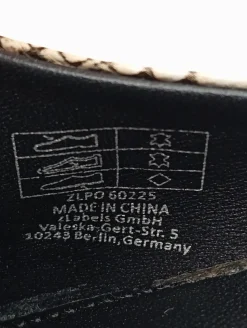 ZLPO 60225
MADE IN CHINA
zLabels GmbH
Valeska-Gert-Str. 5
10243 Berlin, Germany